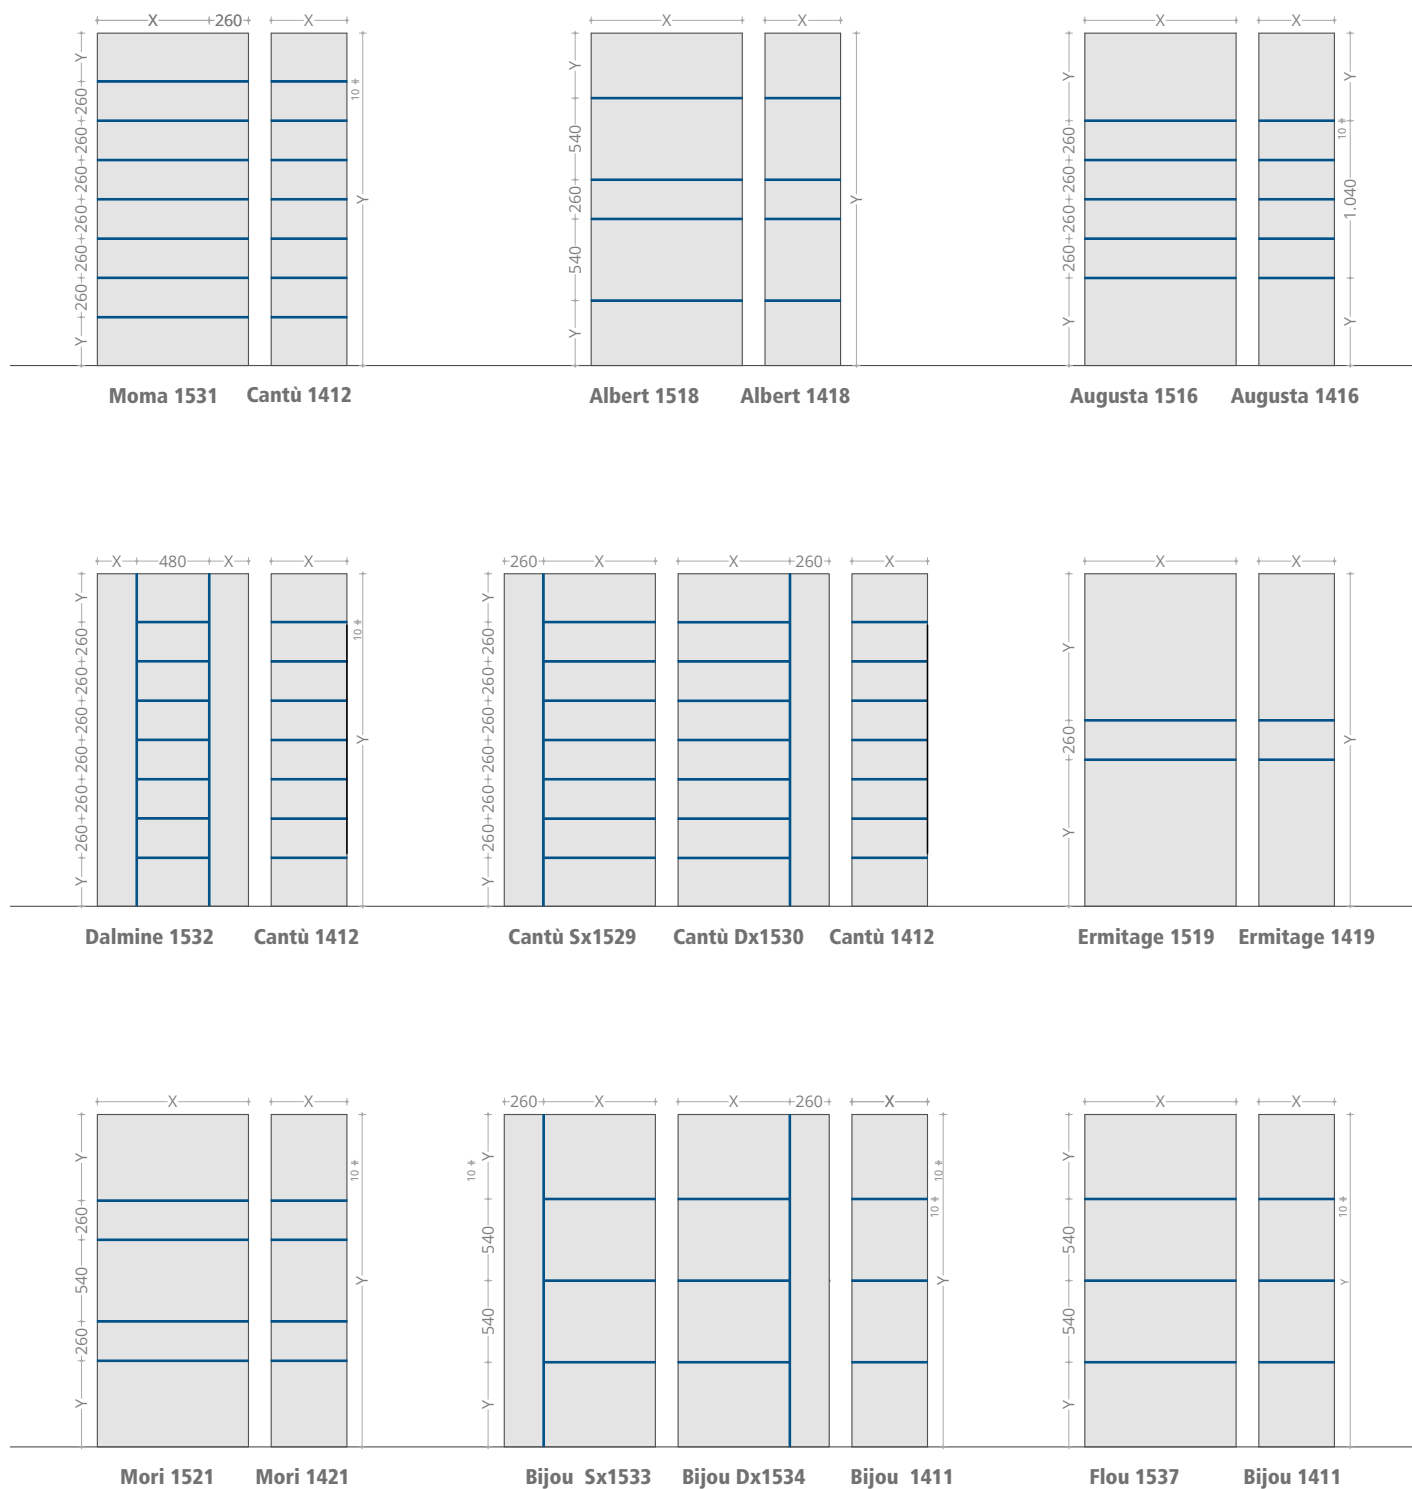 X 260 X
Y 260 260 260 260 260 260 Y
10
Y
Moma 1531 Cantù 1412
X X
Y 540 260 540 Y
Y
Albert 1518 Albert 1418
X X
Y 260 260 260 260 Y
10
Y 1.040 Y
Augusta 1516 Augusta 1416
X 480 X X
Y 260 260 260 260 260 260 Y
10
Y
Dalmine 1532 Cantù 1412
260 X X 260 X
Y 260 260 260 260 260 260 Y
Cantù Sx1529 Cantù Dx1530 Cantù 1412
X X
Y 260 Y
Y
Ermitage 1519 Ermitage 1419
X X
Y 260 540 260 Y
10
Y
Mori 1521 Mori 1421
260 X X 260 X
10
Y 540 540 Y
10
10
Y
Bijou Sx1533 Bijou Dx1534 Bijou 1411
X X
Y 540 540 Y
10
Y
Flou 1537 Bijou 1411